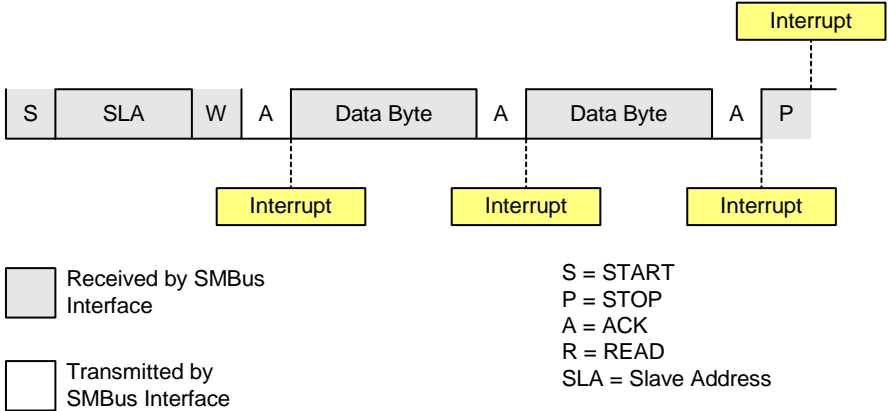 Interrupt
S SLA W A Data Byte A Data Byte A P
Interrupt Interrupt Interrupt
Received by SMBus
Interface
Transmitted by
SMBus Interface
S = START
P = STOP
A = ACK
R = READ
SLA = Slave Address